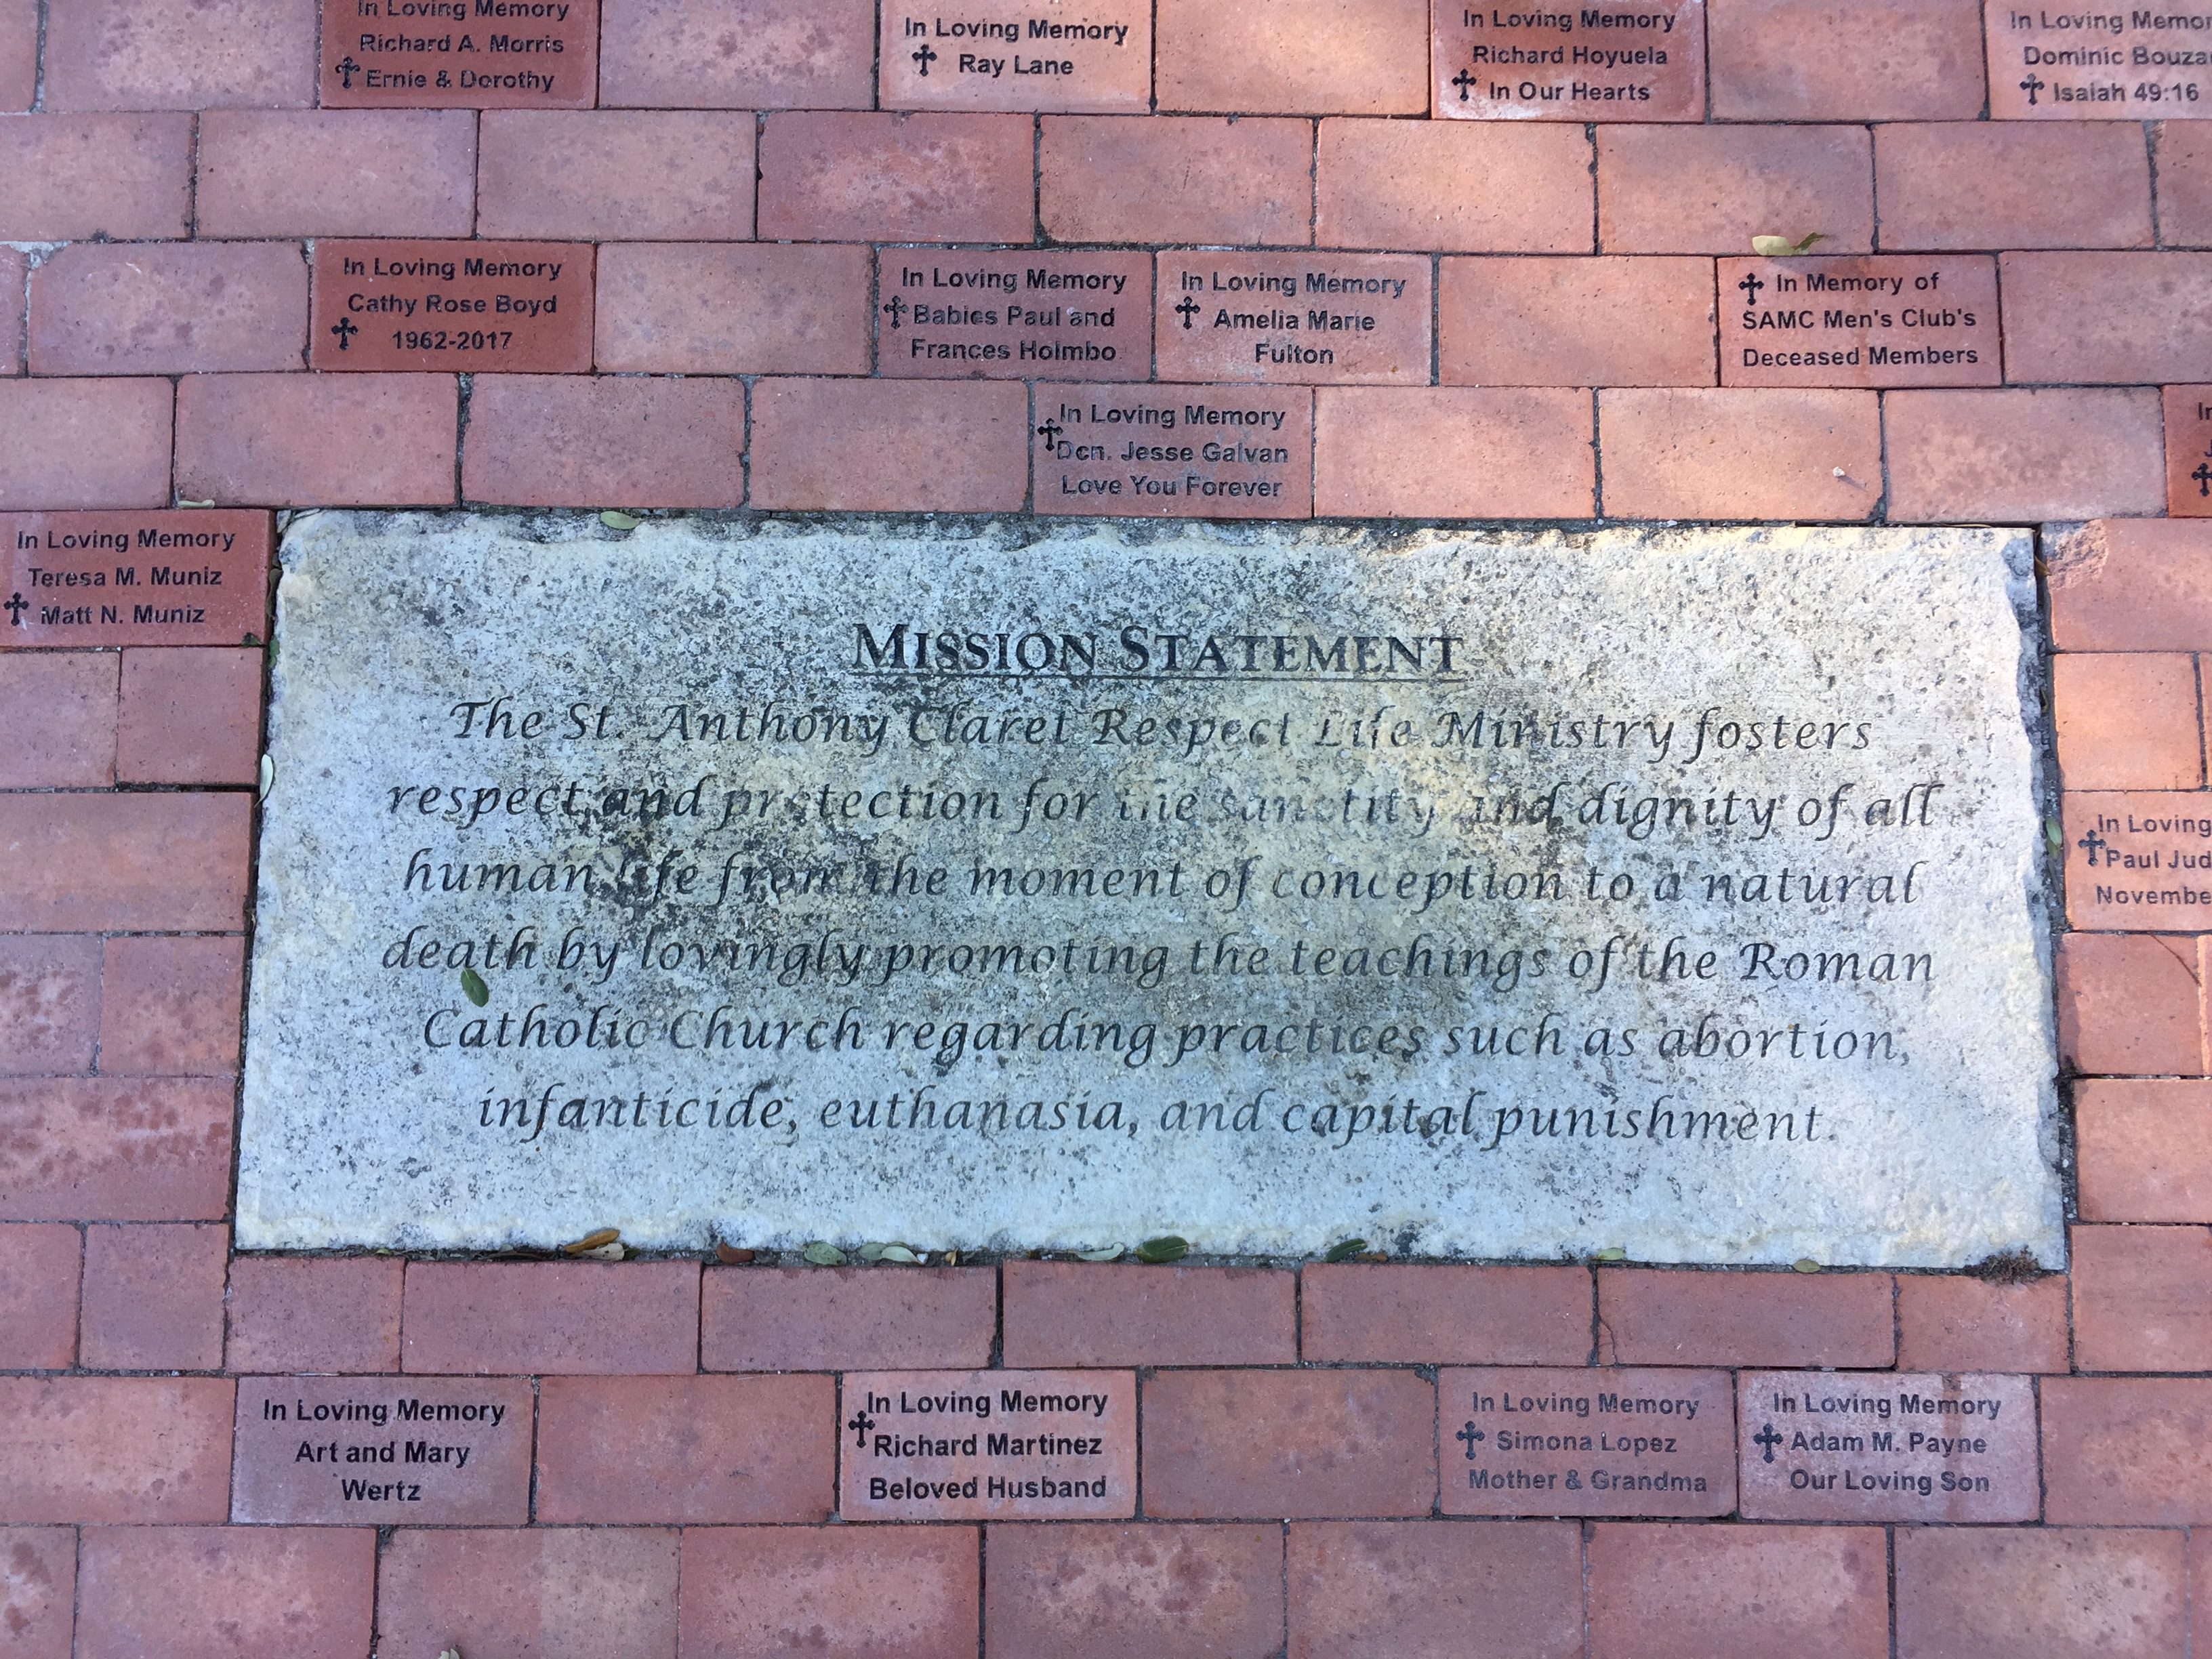 In Loving Memory
Richard A. Morris
Ernie & Dorothy
In Loving Memory
Ray Lane
In Loving Memory
Richard Hoyuela
In Our Hearts
In Loving
Dominic
Isaiah 49:16
In Loving Memory
Cathy Rose Boyd
1962-2017
In Loving Memory
Babies Paul and
Frances Holmbo
In Loving Memory
Amelia Marie
Fulton
In Memory of
SAMC Men's Club's
Deceased Members
In Loving Memory
Dcn. Jesse Galvan
Love You Forever
In Loving Memory
Teresa M. Muniz
Matt N. Muniz
MISSION STATEMENT
The St. Anthony Claret Respect Life Ministry fosters
respect and protection for the sanctity and dignity of all
human life from the moment of conception to a natural
death by lovingly promoting the teachings of the Roman
Catholic Church regarding practices such as abortion,
infanticide, euthanasia, and capital punishment.
In Loving
Paul
In Loving Memory
Art and Mary
Wertz
In Loving Memory
Richard Martinez
Beloved Husband
In Loving Memory
Simona Lopez
Mother & Grandma
In Loving Memory
Adam M. Payne
Our Loving Son